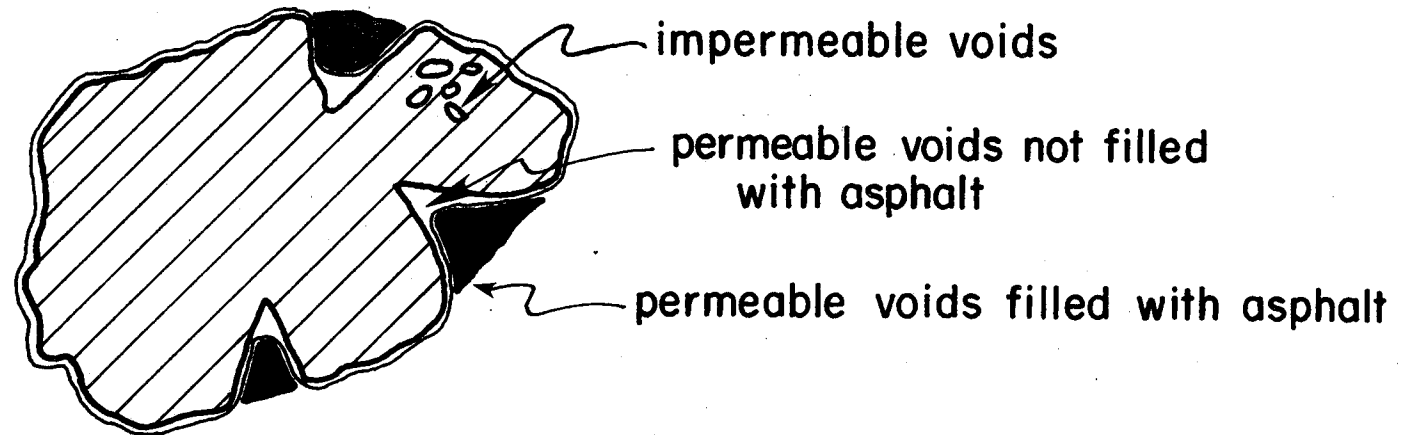 impermeable voids
permeable voids not filled
with asphalt
permeable voids filled with asphalt